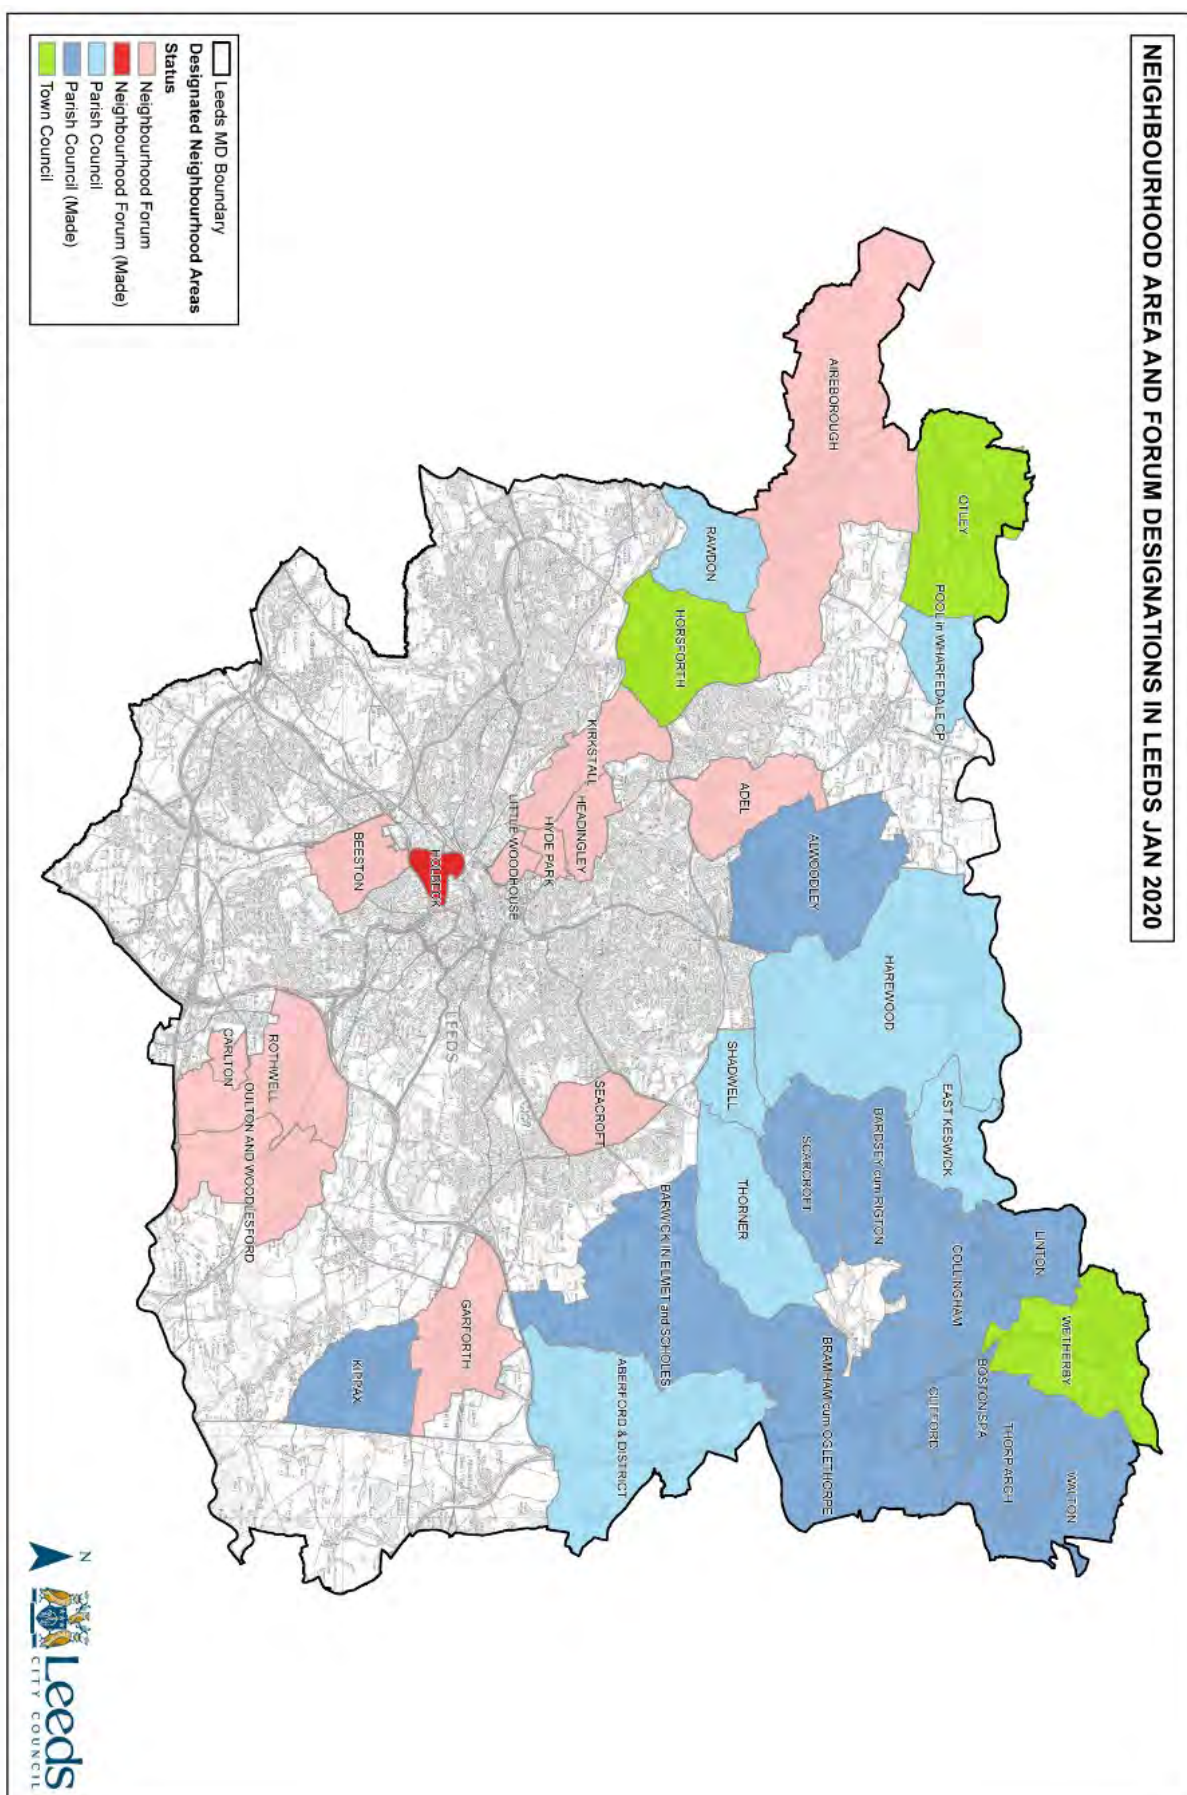 NEIGHBOURHOOD AREA AND FORUM DESIGNATIONS IN LEEDS JAN 2020
AIREBOROUGH
OTLEY
POOL in WHARFEDALE CP
RAWDON
HORSFORTH
KIRKSTALL
HEADINGLEY
HYDE PARK
LITTLE WOODHOUSE
ADEL
ALWOODLEY
HAREWOOD
EAST KESWICK
SHADWELL
SCARCROFT
BARDSEY cum RIGTON
THORNER
LINTON
COLLINGHAM
WETHERBY
BOSTON SPA
CLIFFORD
THORP ARCH
WALTON
BRAMHAM cum OGLETHORPE
BARWICK IN ELMET and SCHOLES
ABERFORD & DISTRICT
SEACROFT
HOLBECK
BEESTON
LEEDS
GARFORTH
KIPPAX
ROTHWELL
CARLTON
OULTON AND WOODLESFORD
Leeds MD Boundary
Designated Neighbourhood Areas
Status
Neighbourhood Forum
Neighbourhood Forum (Made)
Parish Council
Parish Council (Made)
Town Council
N
Leeds
CITY COUNCIL